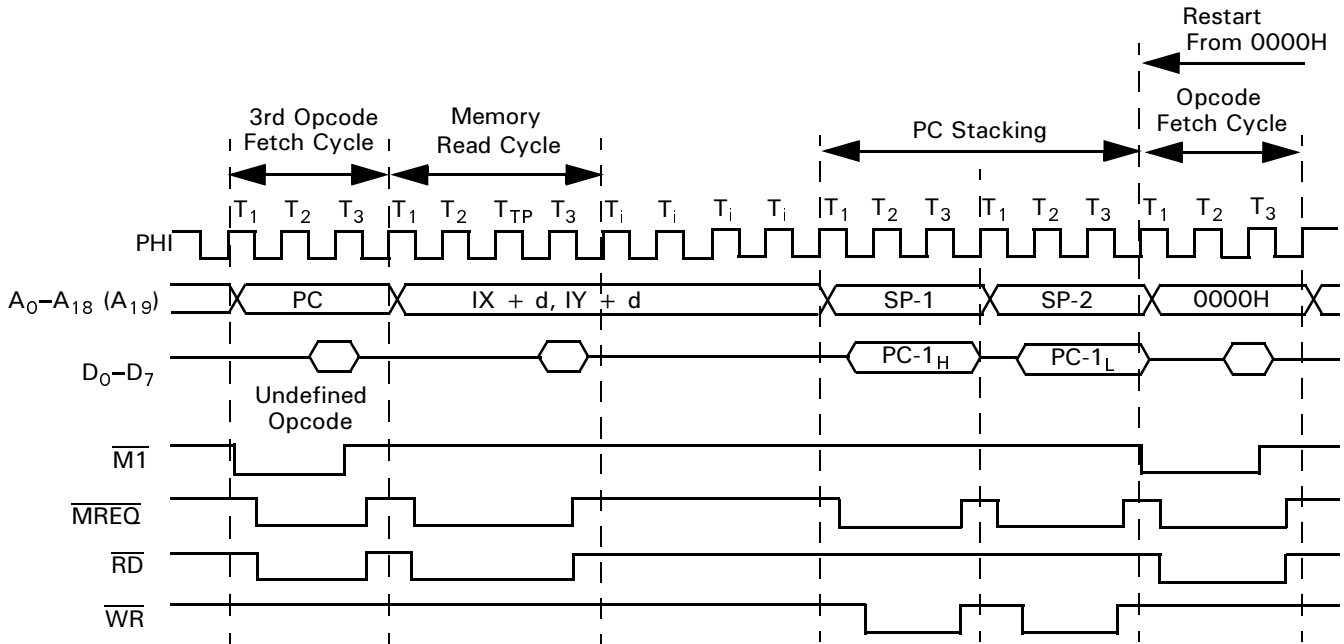 Restart
From 0000H
3rd Opcode
Fetch Cycle
Memory
Read Cycle
PC Stacking
Opcode
Fetch Cycle
T1 T2 T3 T1 T2 TTP T3 Ti Ti Ti Ti T1 T2 T3 T1 T2 T3 T1 T2 T3
PHI
A0–A18 (A19) PC IX + d, IY + d SP-1 SP-2 0000H
D0–D7 PC-1H PC-1L
Undefined
Opcode
M1
MREQ
RD
WR